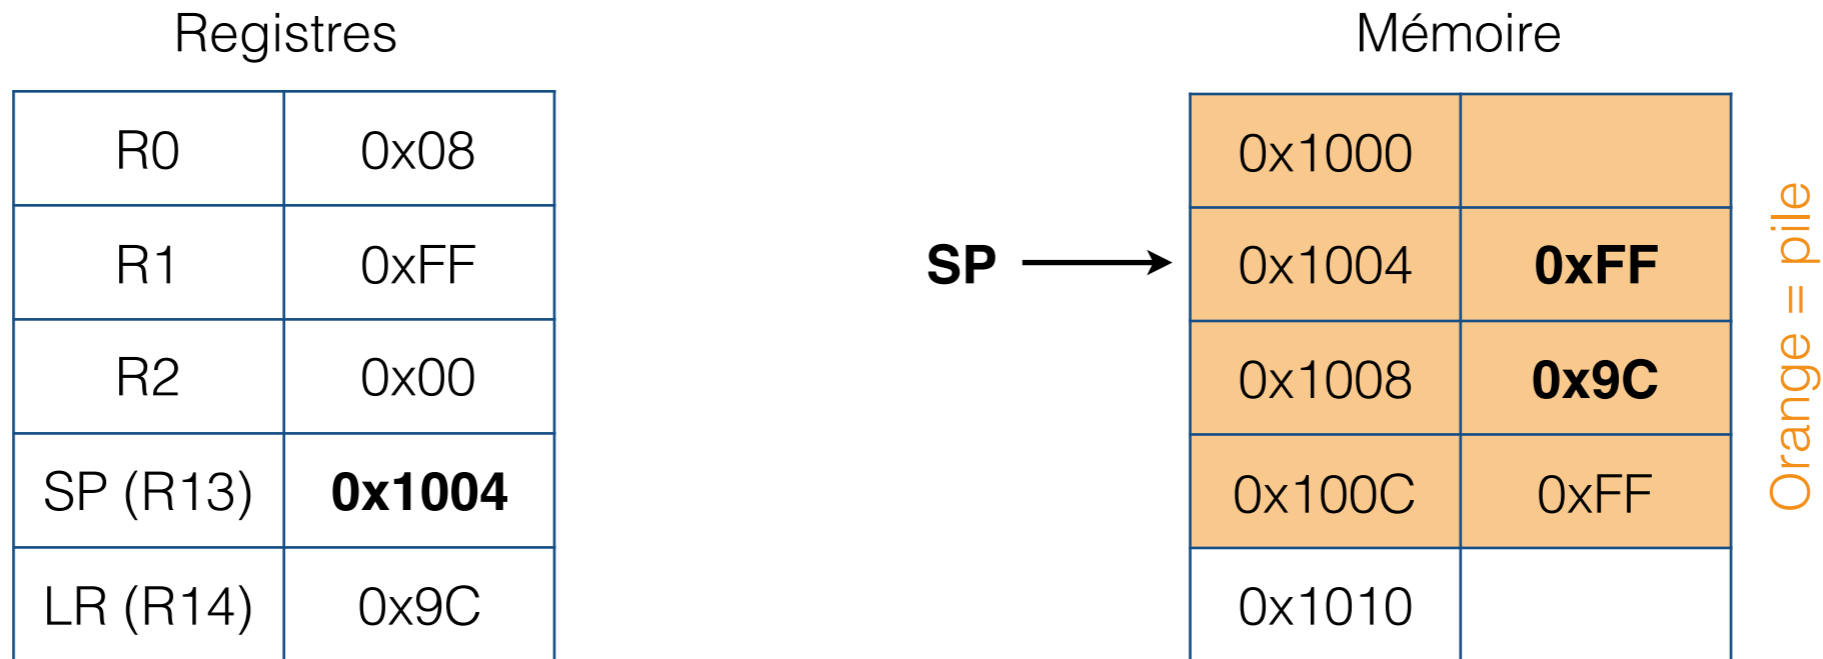 Registres
R0 0x08
R1 0xFF
R2 0x00
SP (R13) 0x1004
LR (R14) 0x9C
Mémoire
SP
0x1000
0x1004 0xFF
0x1008 0x9C
0x100C 0xFF
0x1010
Orange = pile